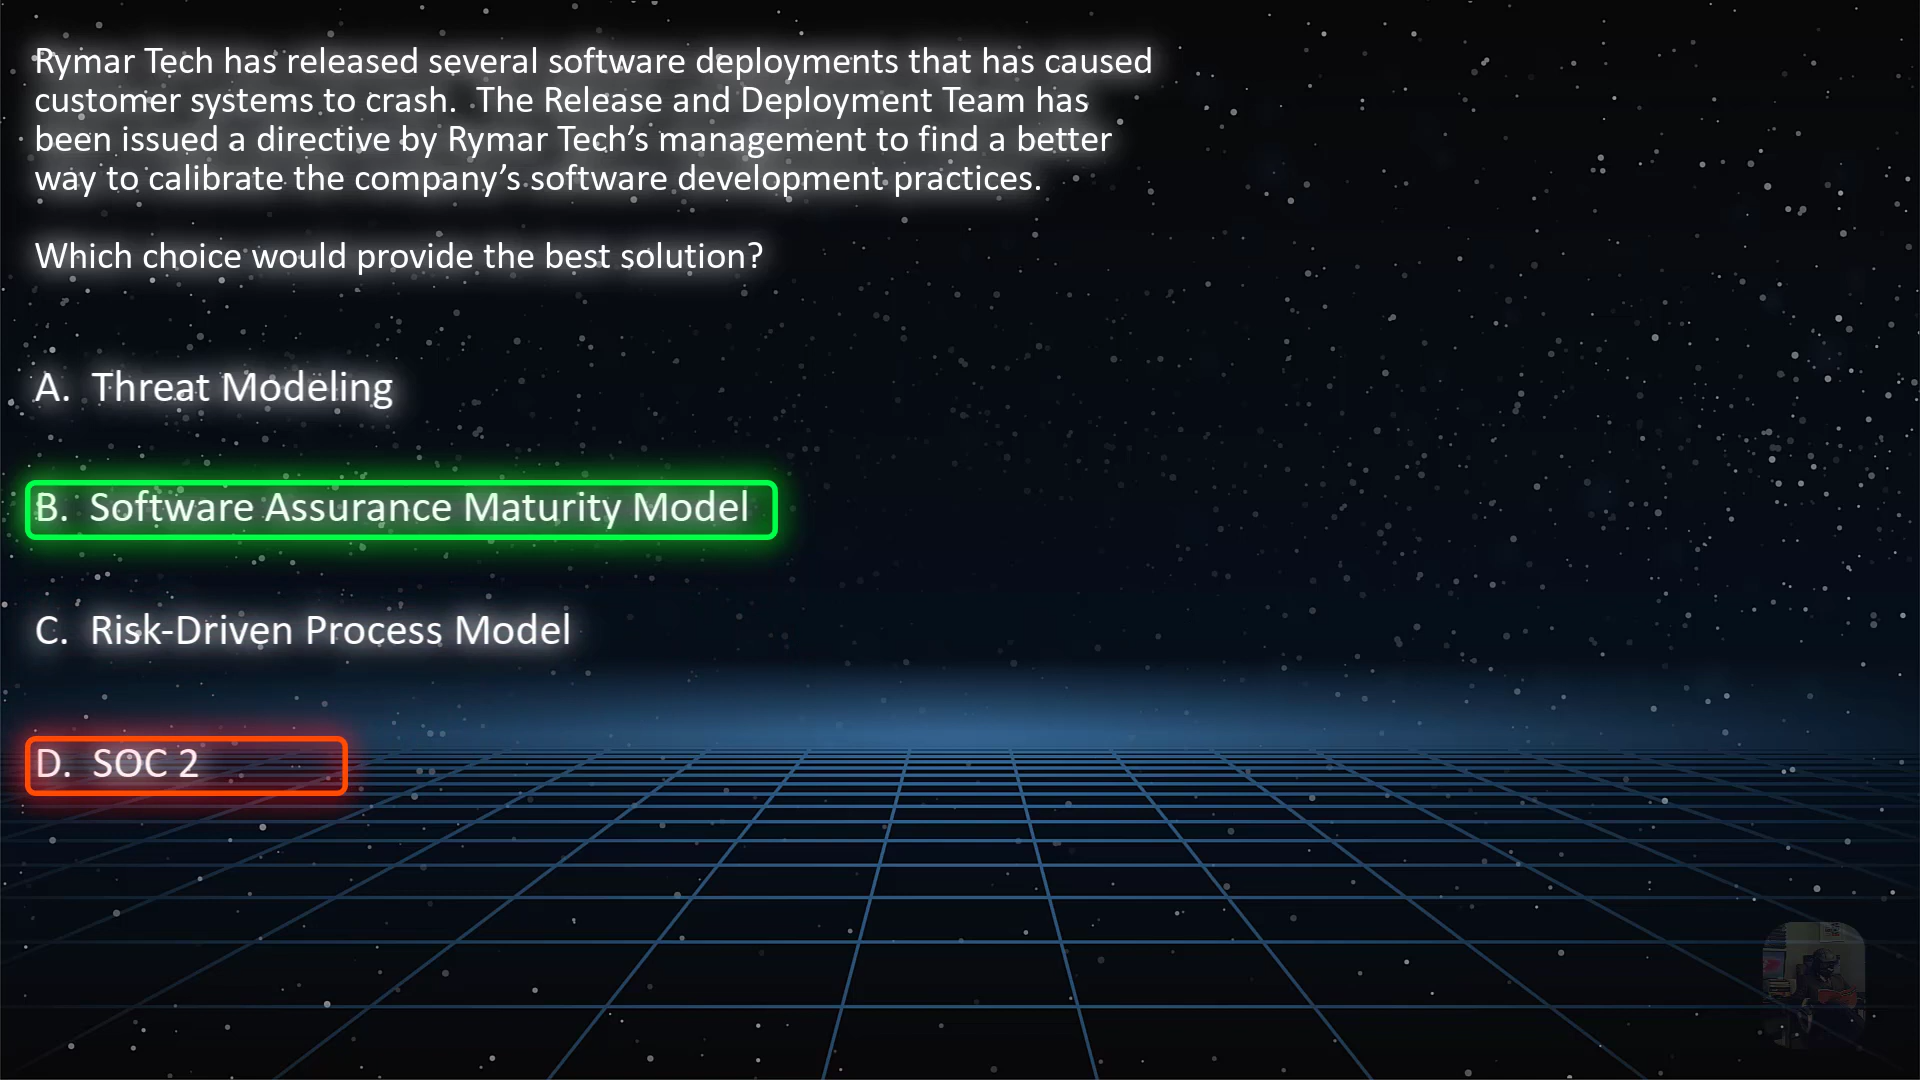 Rymar Tech has released several software deployments that has caused
customer systems to crash.  The Release and Deployment Team has
been issued a directive by Rymar Tech’s management to find a better
way to calibrate the company’s software development practices.
Which choice would provide the best solution?
A.  Threat Modeling
B.  Software Assurance Maturity Model
C.  Risk-Driven Process Model
D.  SOC 2